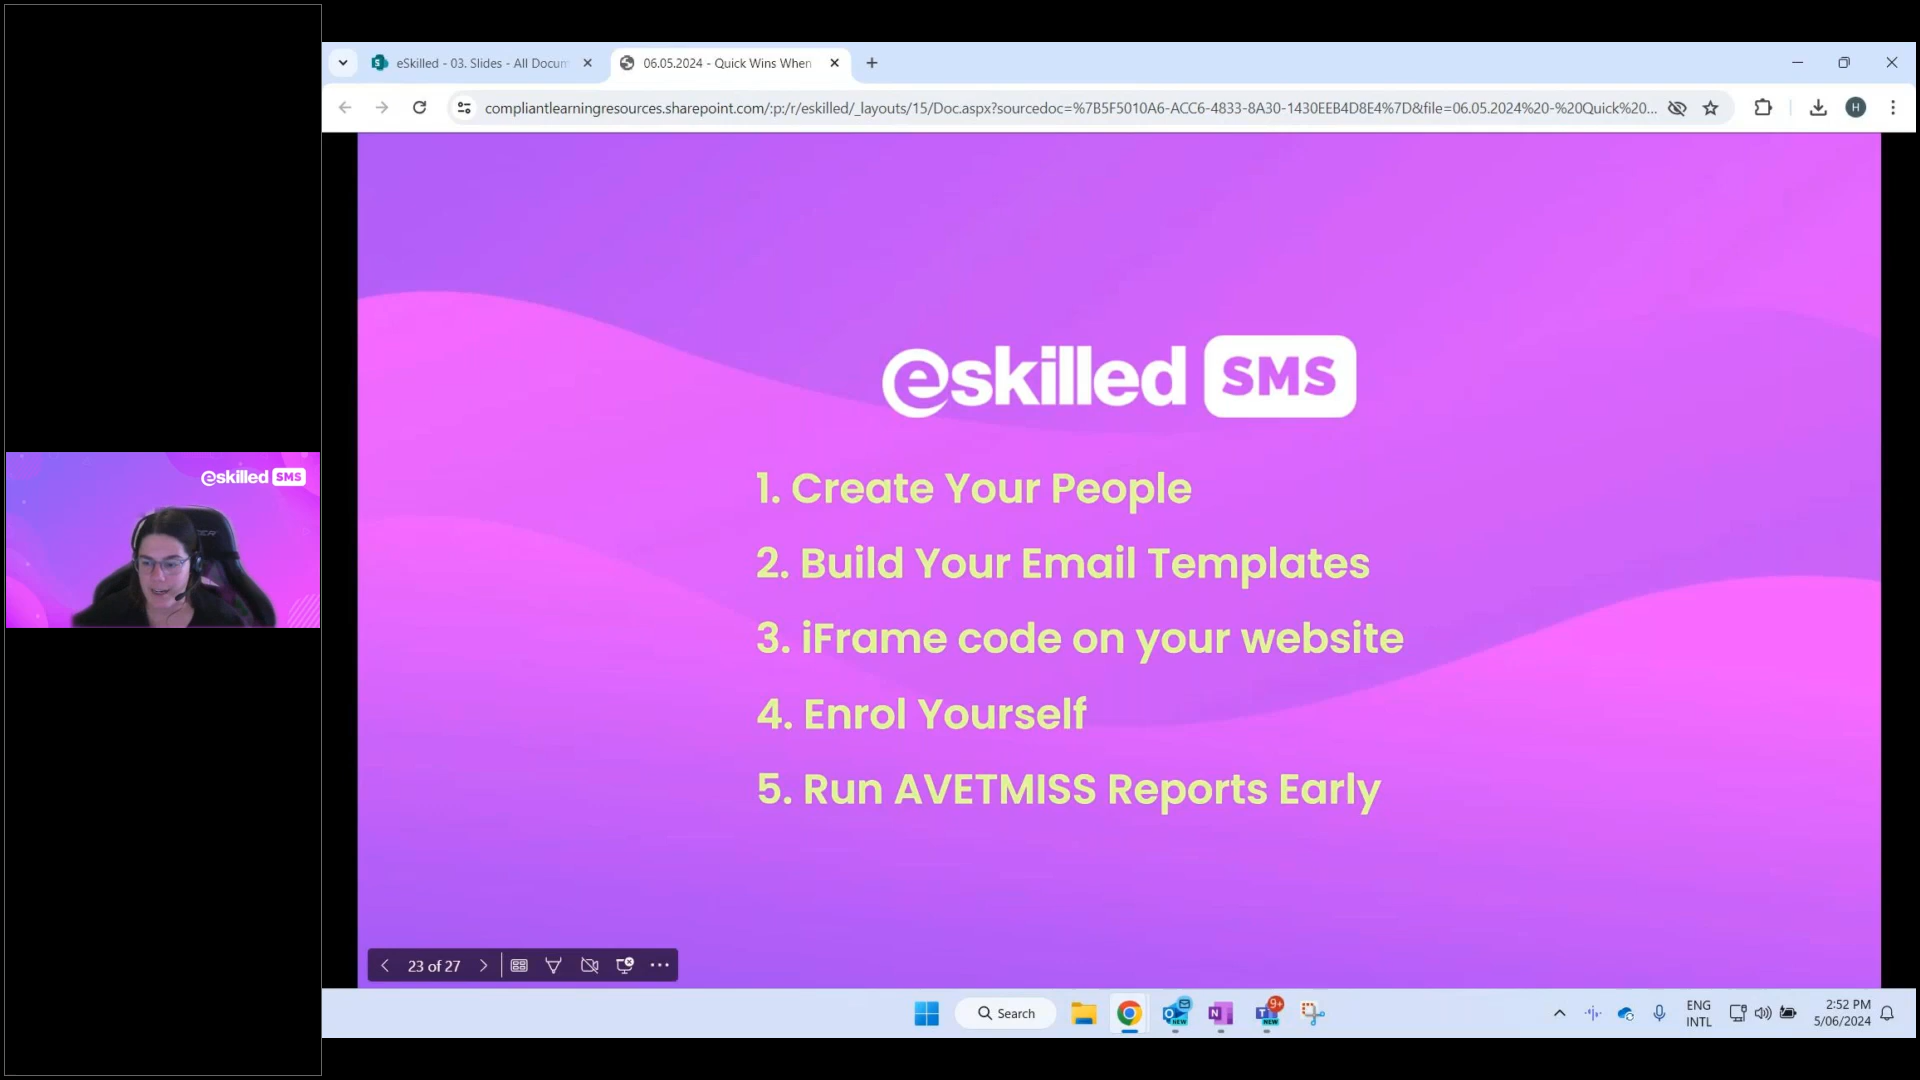 eSkilled - 03. Slides - All Docum
06.05.2024 - Quick Wins When
compliantlearningresources.sharepoint.com/:p:/r/eskilled/_layouts/15/Doc.aspx?sourcedoc=%7B5F5010A6-ACC6-4833-8A30-1430EEB4D8E4%7D&file=06.05.2024%20-%20Quick%20...
H
eskilled SMS
eskilled SMS
1. Create Your People
2. Build Your Email Templates
3. iFrame code on your website
4. Enrol Yourself
5. Run AVETMISS Reports Early
23 of 27
Search
NEW
N
9+
T
NEW
ENG
INTL
2:52 PM
5/06/2024